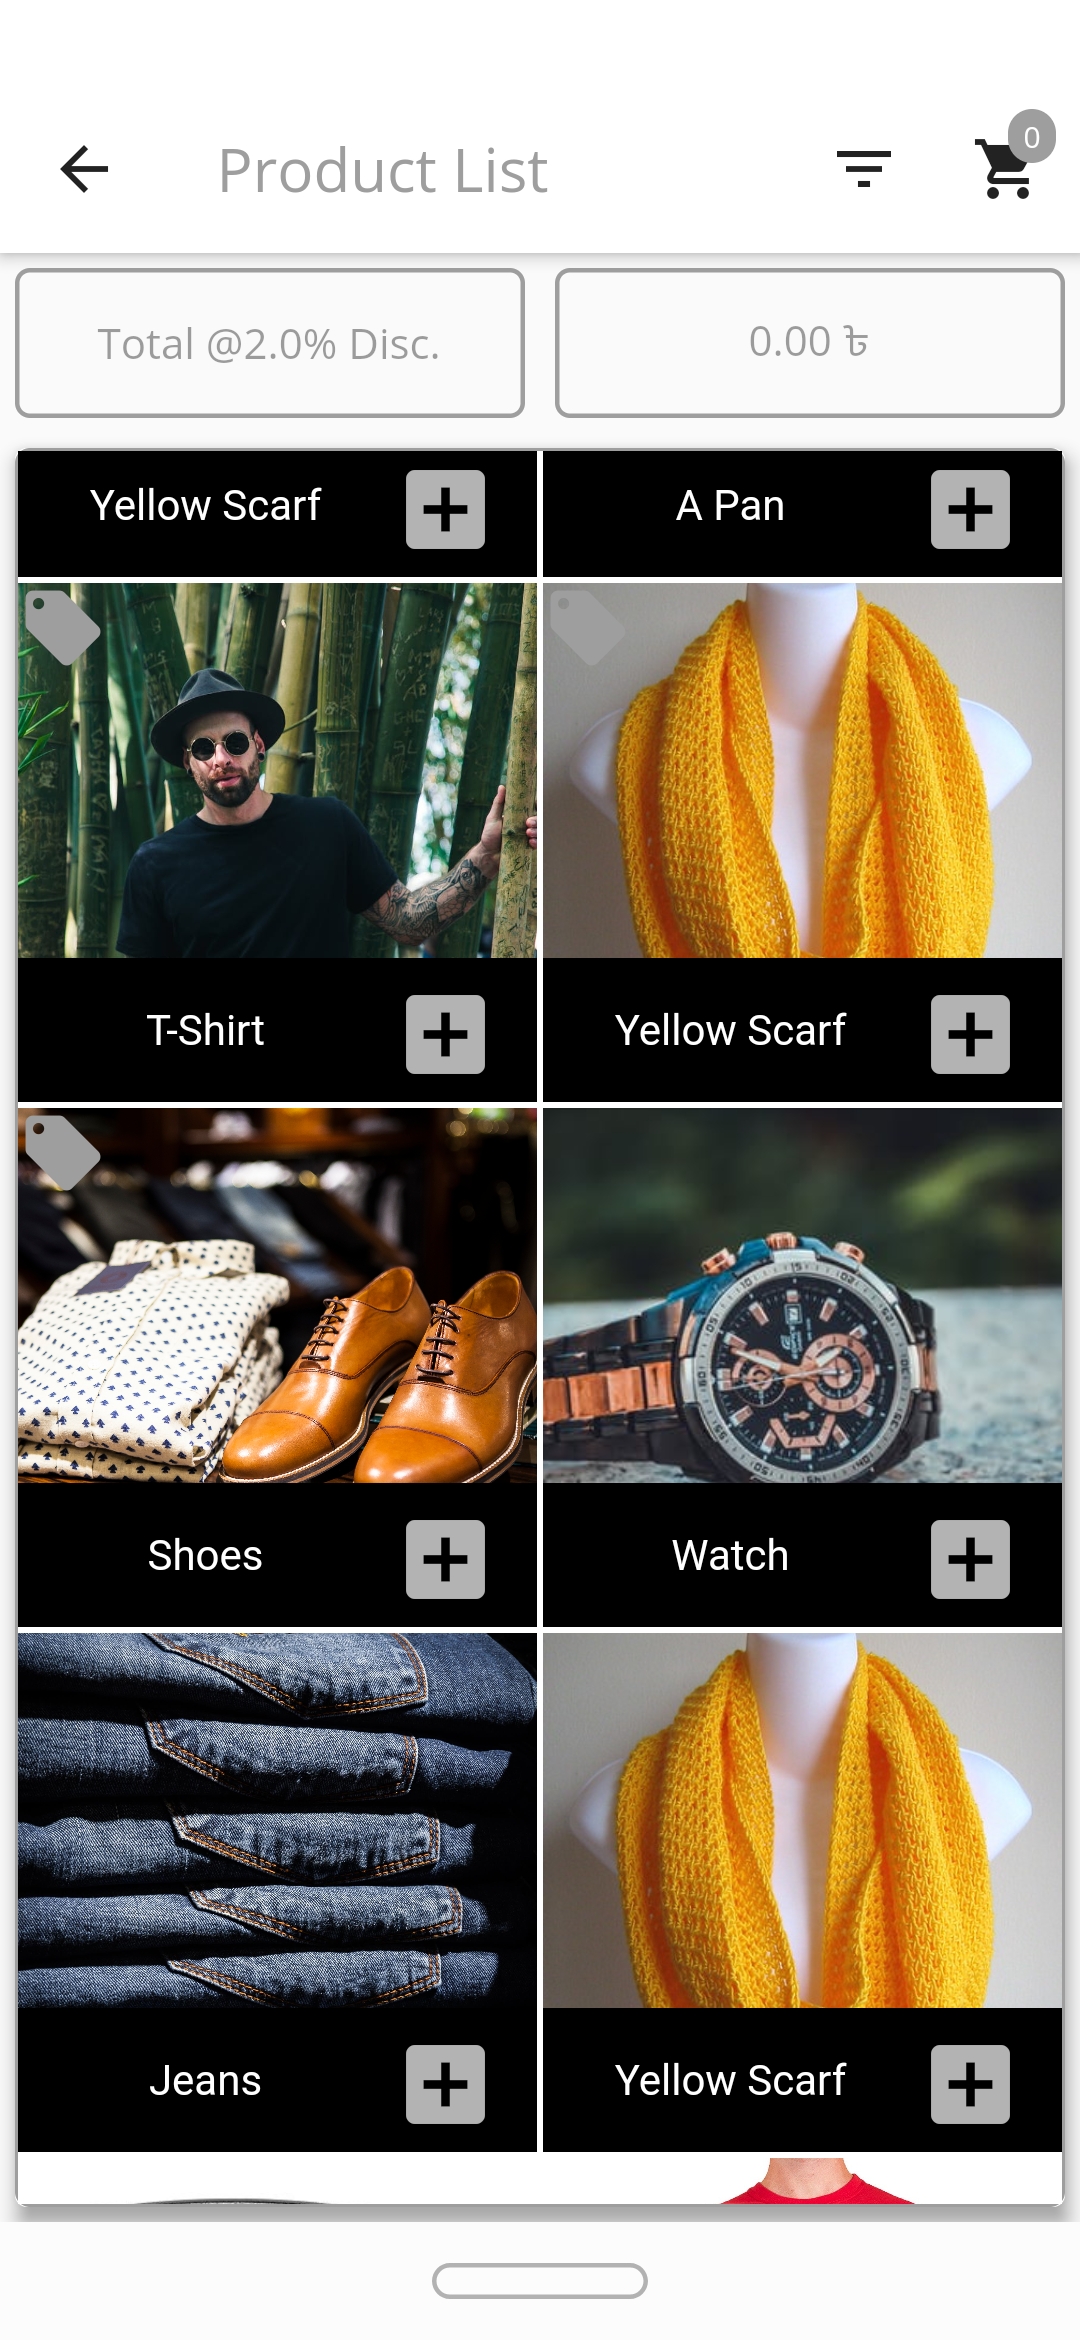 Product List
0
Total @2.0% Disc.
0.00 ৳
Yellow Scarf
A Pan
T-Shirt
Yellow Scarf
Shoes
Watch
Jeans
Yellow Scarf